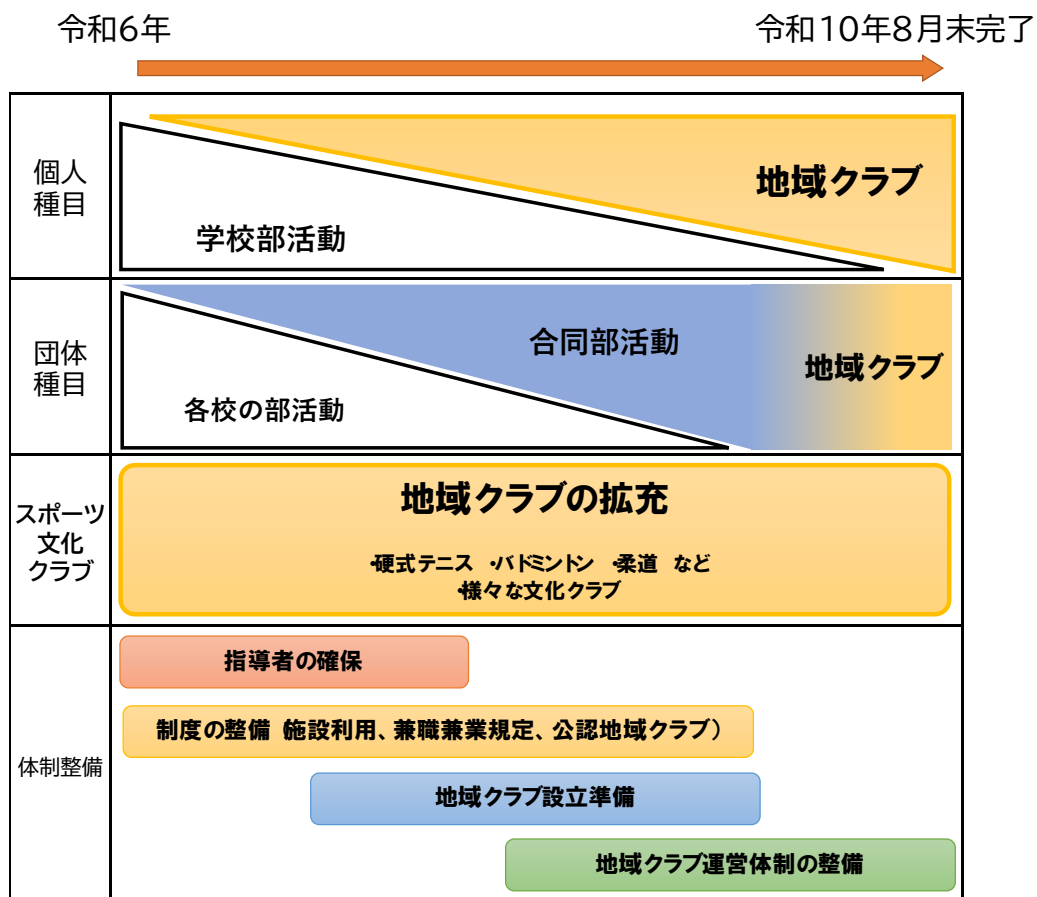 令和6年
令和10年8月末完了
個人
種目
地域クラブ
学校部活動
団体
種目
合同部活動
地域クラブ
各校の部活動
スポーツ
文化
クラブ
地域クラブの拡充
・硬式テニス ・バドミントン ・柔道 など
・様々な文化クラブ
体制整備
指導者の確保
制度の整備（施設利用、兼職兼業規定、公認地域クラブ）
地域クラブ設立準備
地域クラブ運営体制の整備